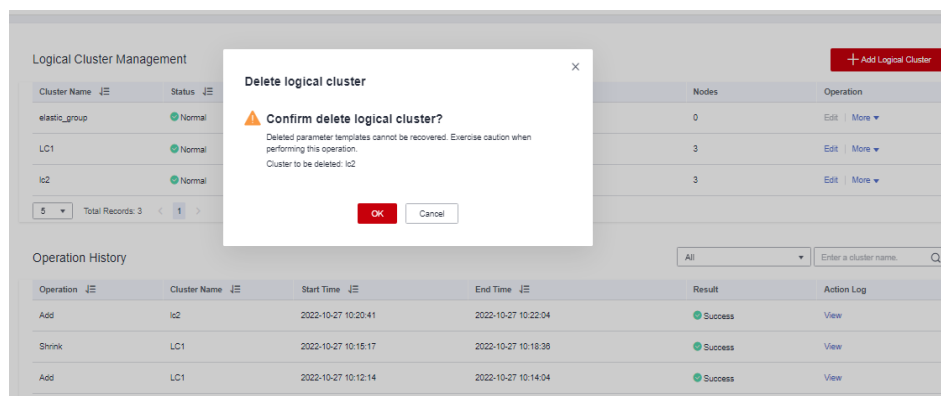 Logical Cluster Management
Add Logical Cluster
Cluster Name Status Nodes Operation
elastic_group Normal 0 Edit More
LC1 Normal 3 Edit More
lc2 Normal 3 Edit More
5 Total Records: 3 < 1 >
Delete logical cluster
Confirm delete logical cluster?
Deleted parameter templates cannot be recovered. Exercise caution when
performing this operation.
Cluster to be deleted: lc2
OK Cancel
Operation History
All Enter a cluster name.
Operation Cluster Name Start Time End Time Result Action Log
Add lc2 2022-10-27 10:20:41 2022-10-27 10:22:04 Success View
Shrink LC1 2022-10-27 10:15:17 2022-10-27 10:18:36 Success View
Add LC1 2022-10-27 10:12:14 2022-10-27 10:14:04 Success View